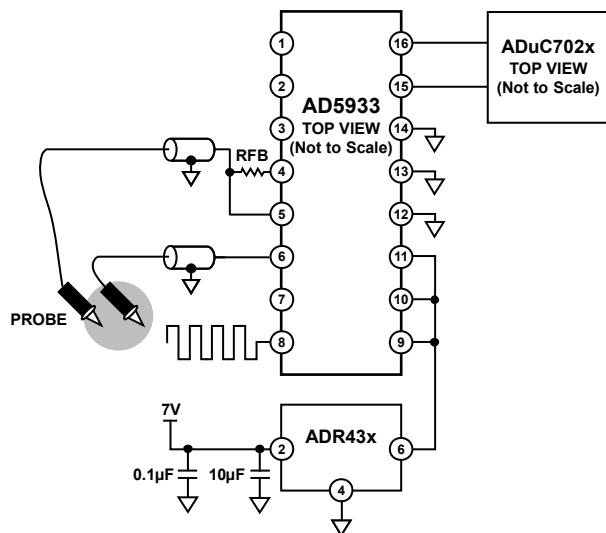 1
2
3
4
5
6
7
8
16
15
14
13
12
11
10
9
AD5933
TOP VIEW
(Not to Scale)
ADuC702x
TOP VIEW
(Not to Scale)
RFB
PROBE
7V
0.1µF
10µF
2
ADR43x
6
4